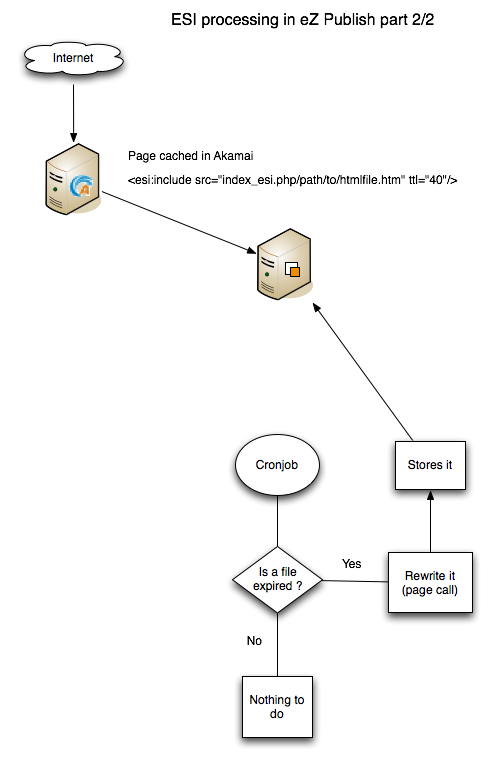 ESI processing in eZ Publish part 2/2
Internet
Page cached in Akamai
<esi:include src="index_esi.php/path/to/htmlfile.htm" ttl="40"/>
Cronjob
Stores it
Is a file
expired ?
Yes
Rewrite it
(page call)
No
Nothing to
do